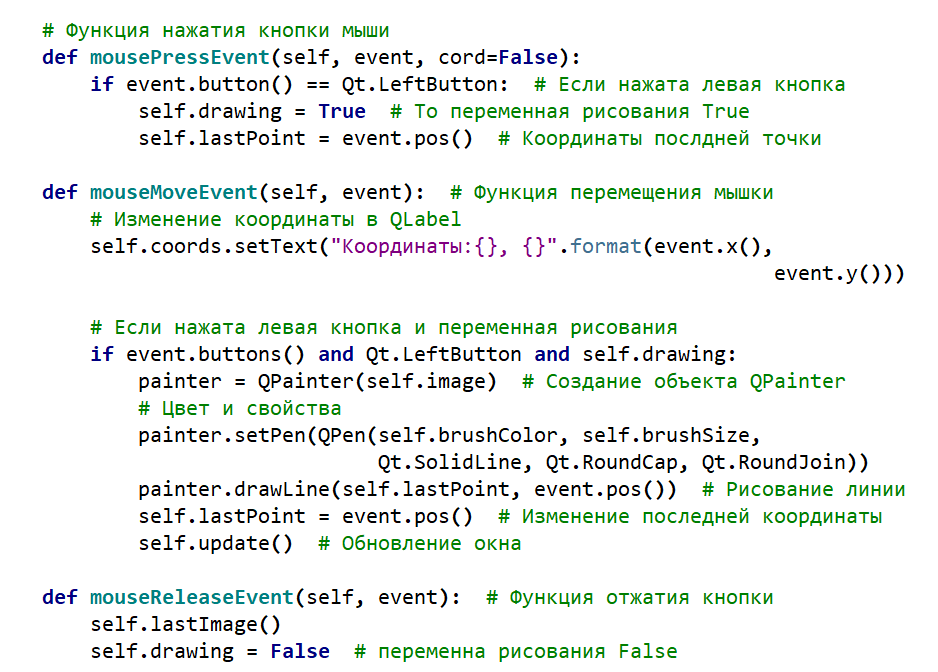 # Функция нажатия кнопки мыши
def mousePressEvent(self, event, cord=False):
    if event.button() == Qt.LeftButton:  # Если нажата левая кнопка
        self.drawing = True  # То переменная рисования True
        self.lastPoint = event.pos()  # Координаты послдней точки

def mouseMoveEvent(self, event):  # Функция перемещения мышки
    # Изменение координаты в QLabel
    self.coords.setText("Координаты:{}, {}".format(event.x(),
                                                             event.y()))

    # Если нажата левая кнопка и переменная рисования
    if event.buttons() and Qt.LeftButton and self.drawing:
        painter = QPainter(self.image)  # Создание объекта QPainter
        # Цвет и свойства
        painter.setPen(QPen(self.brushColor, self.brushSize,
                            Qt.SolidLine, Qt.RoundCap, Qt.RoundJoin))
        painter.drawLine(self.lastPoint, event.pos())  # Рисование линии
        self.lastPoint = event.pos()  # Изменение последней координаты
        self.update()  # Обновление окна

def mouseReleaseEvent(self, event):  # Функция отжатия кнопки
    self.lastImage()
    self.drawing = False  # переменна рисования False